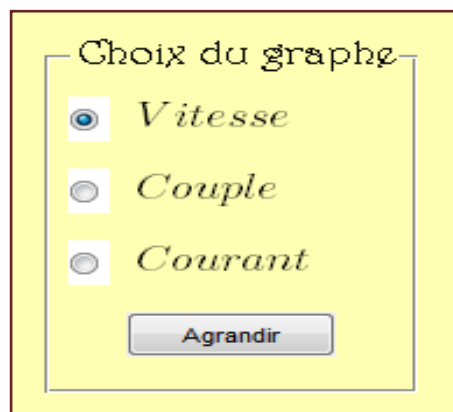 Choix du graphe
Vitesse
Couple
Courant
Agrandir